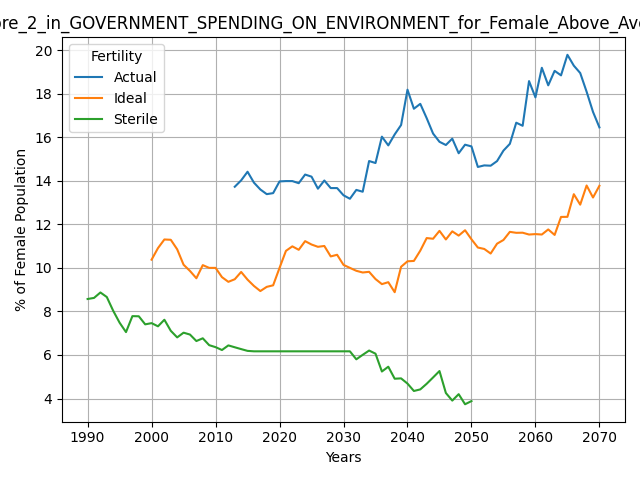 ore_2_in_GOVERNMENT_SPENDING_ON_ENVIRONMENT_for_Female_Above_Ave
Fertility
Actual
Ideal
Sterile
% of Female Population
20
18
16
14
12
10
8
6
4
1990 2000 2010 2020 2030 2040 2050 2060 2070
Years